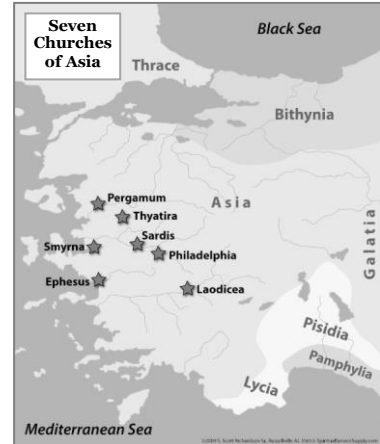 Seven
Churches
of Asia
Black Sea
Thrace
Bithynia
Pergamum
Asia
Thyatira
Sardis
Smyrna
Philadelphia
Galatia
Ephesus
Laodicea
Pisidia
Pamphylia
Lycia
Mediterranean Sea